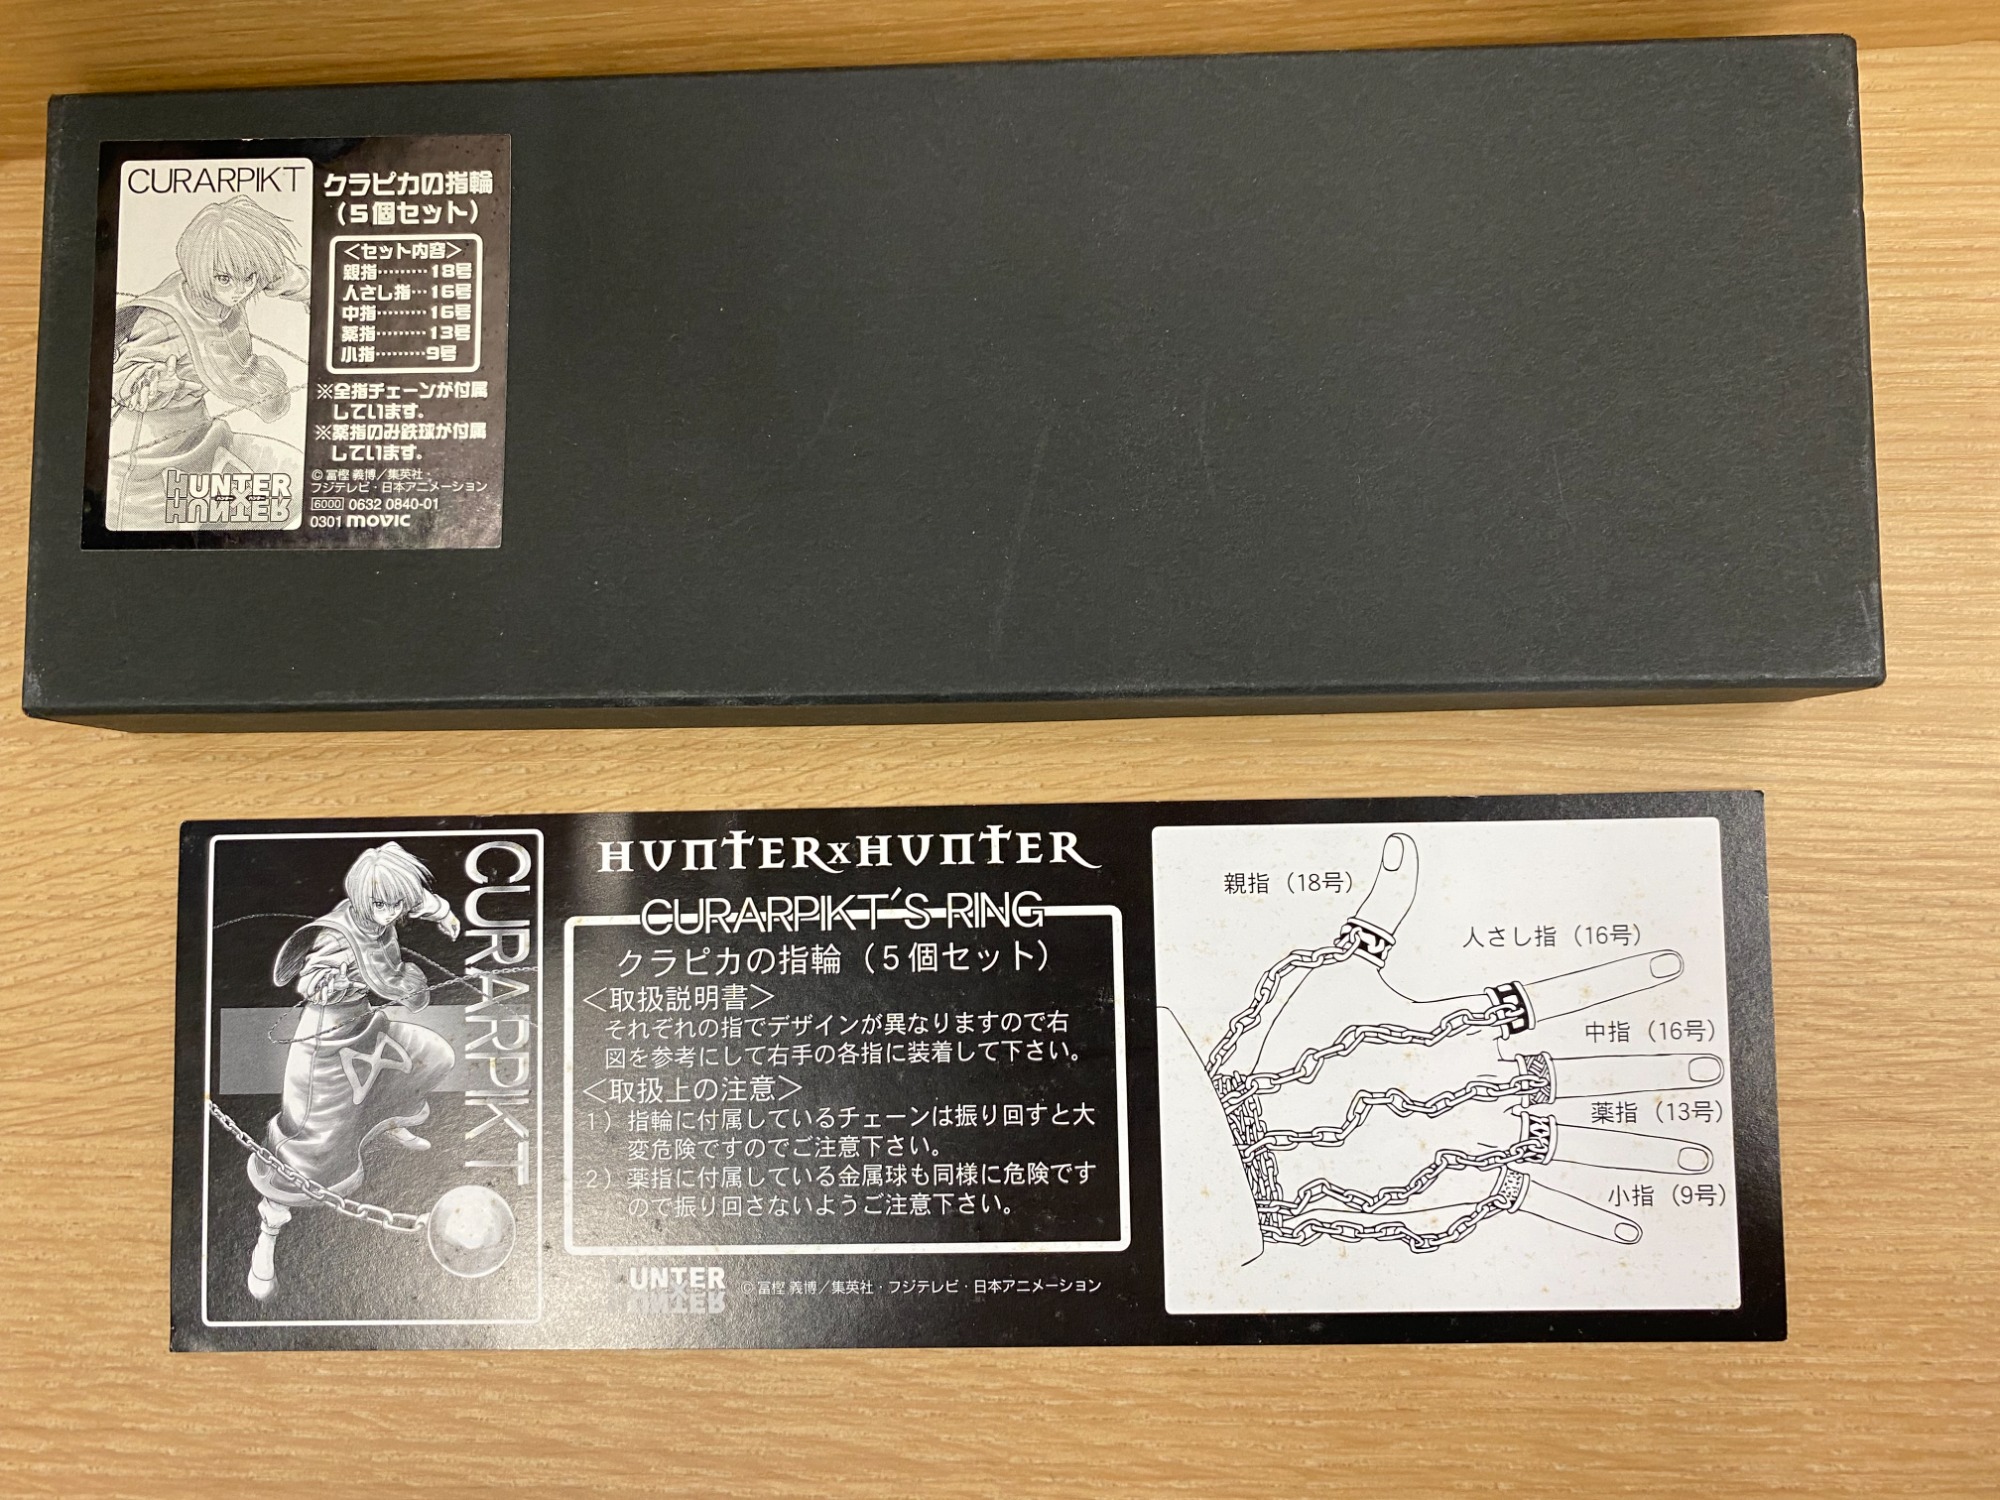 CURARPIKT
クラピカの指輪
(5個セット)
＜セット内容＞
親指………18号
人さし指…16号
中指………16号
薬指………13号
小指………9号
※全指チェーンが付属
しています。
※薬指のみ鉄球が付属
しています。
©冨樫義博／集英社・
フジテレビ・日本アニメーション
6000 0632 0840-01
0301 movic
HUNTER
×
HUNTER
CURARPIKT
HUNTER×HUNTER
CURARPIKT'S RING
クラピカの指輪（5個セット）
＜取扱説明書＞
それぞれの指でデザインが異なりますので右
図を参考にして右手の各指に装着して下さい。
＜取扱上の注意＞
1）指輪に付属しているチェーンは振り回すと大
変危険ですのでご注意下さい。
2）薬指に付属している金属球も同様に危険です
ので振り回さないようご注意下さい。
HUNTER
×
HUNTER
©冨樫義博／集英社・フジテレビ・日本アニメーション
親指（18号）
人さし指（16号）
中指（16号）
薬指（13号）
小指（9号）